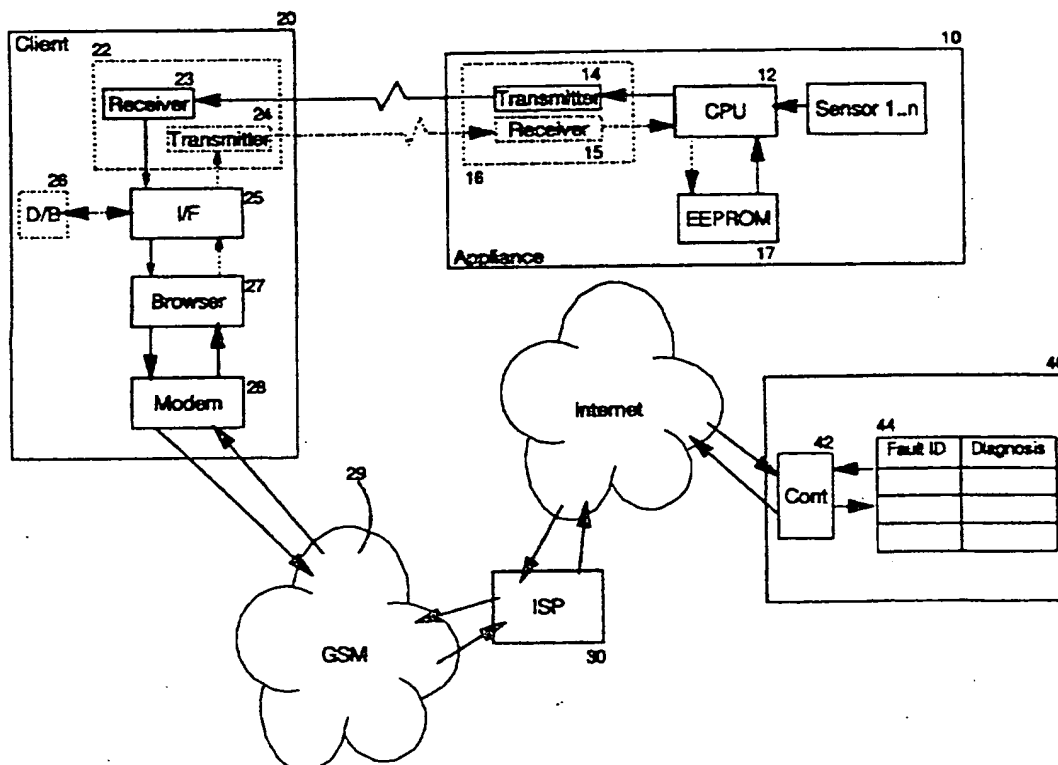 20
Client
22
23
Receiver
24
Transmitter
26
D/B
25
I/F
Browser
27
Modem
28
10
14
Transmitter
12
CPU
Sensor 1..n
Receiver
15
16
EEPROM
17
Appliance
Internet
29
GSM
ISP
30
42
Cont
44
Fault ID
Diagnosis